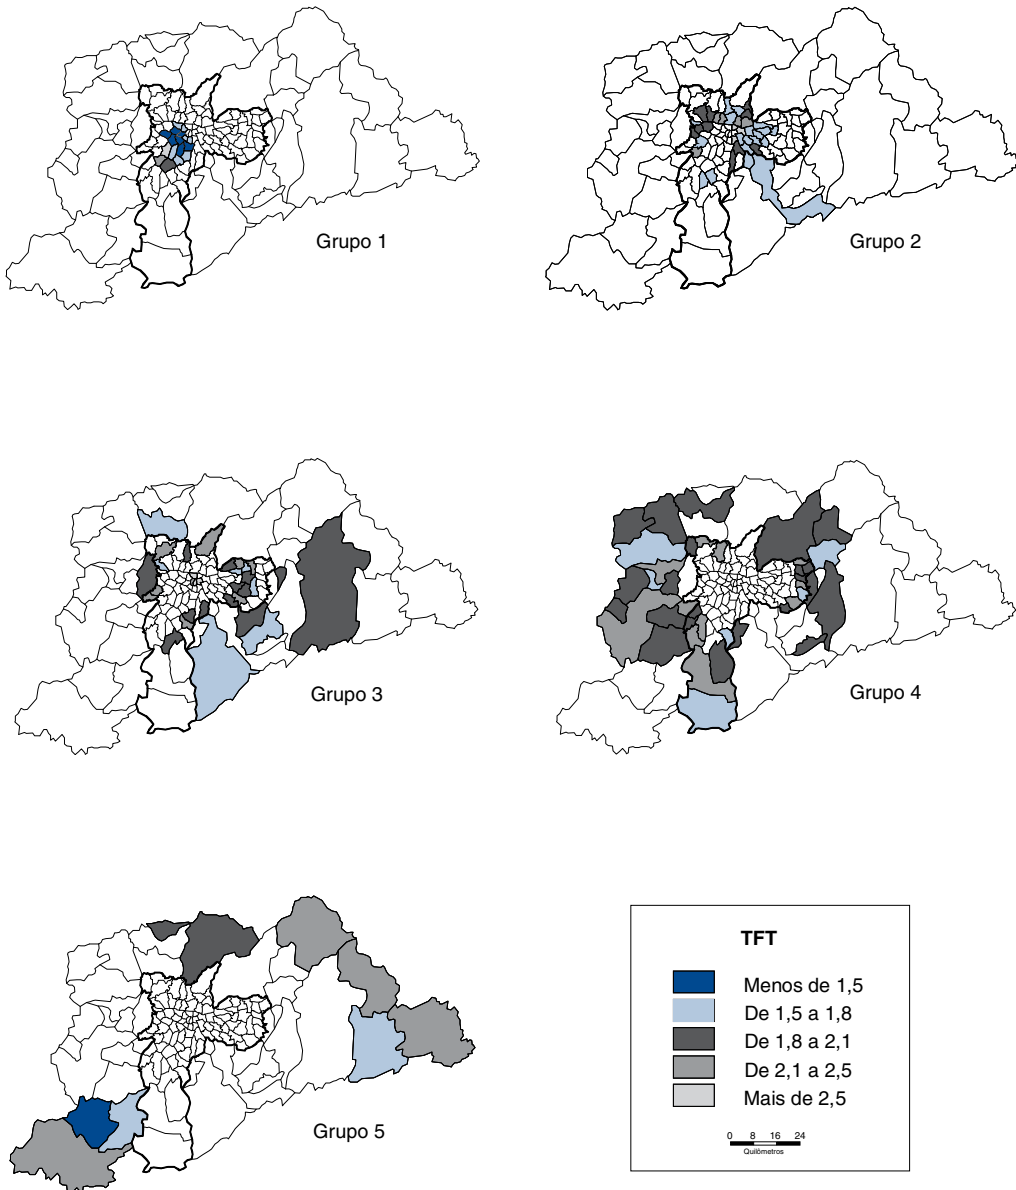 Grupo 1
Grupo 2
Grupo 3
Grupo 4
Grupo 5
TFT
Menos de 1,5
De 1,5 a 1,8
De 1,8 a 2,1
De 2,1 a 2,5
Mais de 2,5
0 8 16 24
Quilômetros